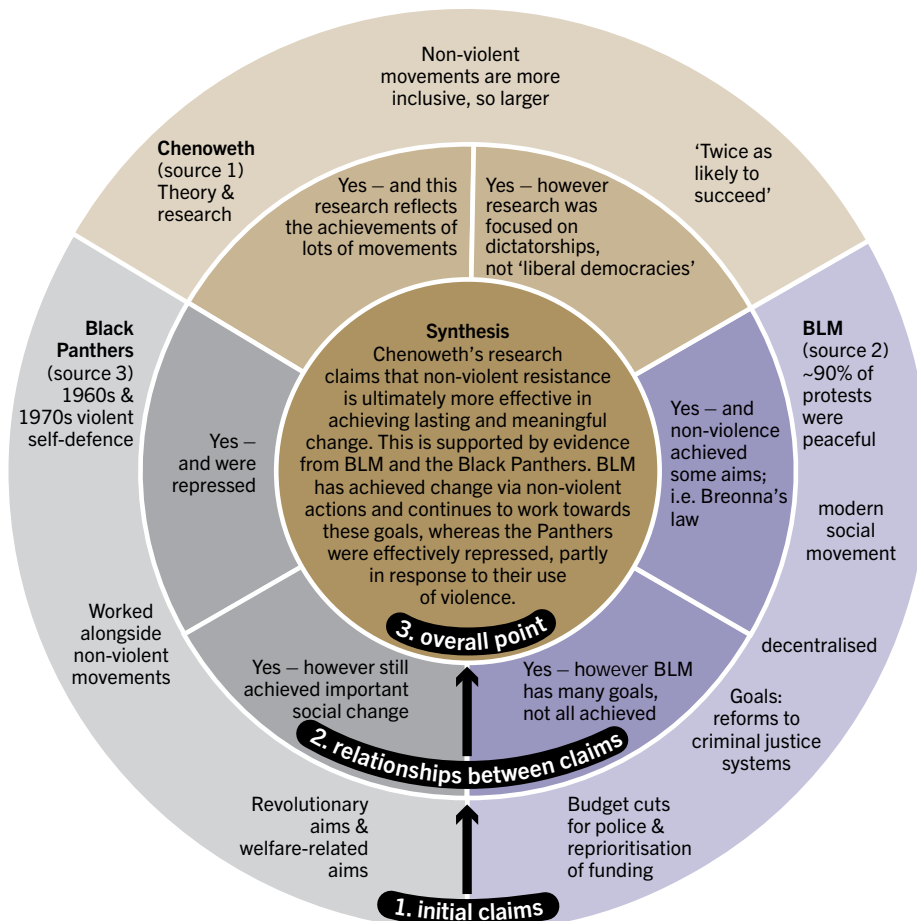 Non-violent
movements are more
inclusive, so larger
Chenoweth
(source 1)
Theory &
research
'Twice as
likely to
succeed'
Yes – and this
research reflects
the achievements of
lots of movements
Yes – however
research was
focused on
dictatorships,
not 'liberal democracies'
Black
Panthers
(source 3)
1960s &
1970s violent
self-defence
Worked
alongside
non-violent
movements
Revolutionary
aims &
welfare-related
aims
Yes –
and were
repressed
Yes – however still
achieved important
social change
Synthesis
Chenoweth's research
claims that non-violent resistance
is ultimately more effective in
achieving lasting and meaningful
change. This is supported by evidence
from BLM and the Black Panthers. BLM
has achieved change via non-violent
actions and continues to work towards
these goals, whereas the Panthers
were effectively repressed, partly
in response to their use
of violence.
3. overall point
Yes – and
non-violence
achieved
some aims;
i.e. Breonna's
law
Yes – however BLM
has many goals,
not all achieved
BLM
(source 2)
~90% of
protests
were
peaceful
modern
social
movement
decentralised
Goals:
reforms to
criminal justice
systems
Budget cuts
for police &
reprioritisation
of funding
2. relationships between claims
1. initial claims